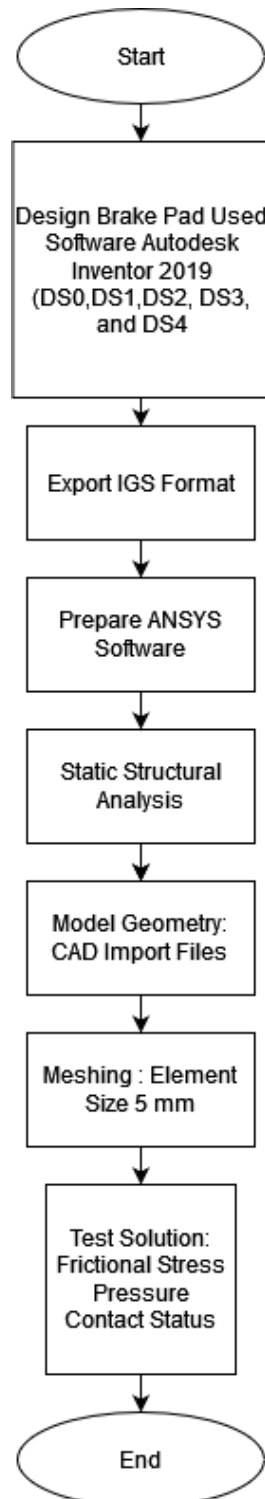 Start
Design Brake Pad Used
Software Autodesk
Inventor 2019
(DS0,DS1,DS2, DS3,
and DS4
Export IGS Format
Prepare ANSYS
Software
Static Structural
Analysis
Model Geometry:
CAD Import Files
Meshing : Element
Size 5 mm
Test Solution:
Frictional Stress
Pressure
Contact Status
End